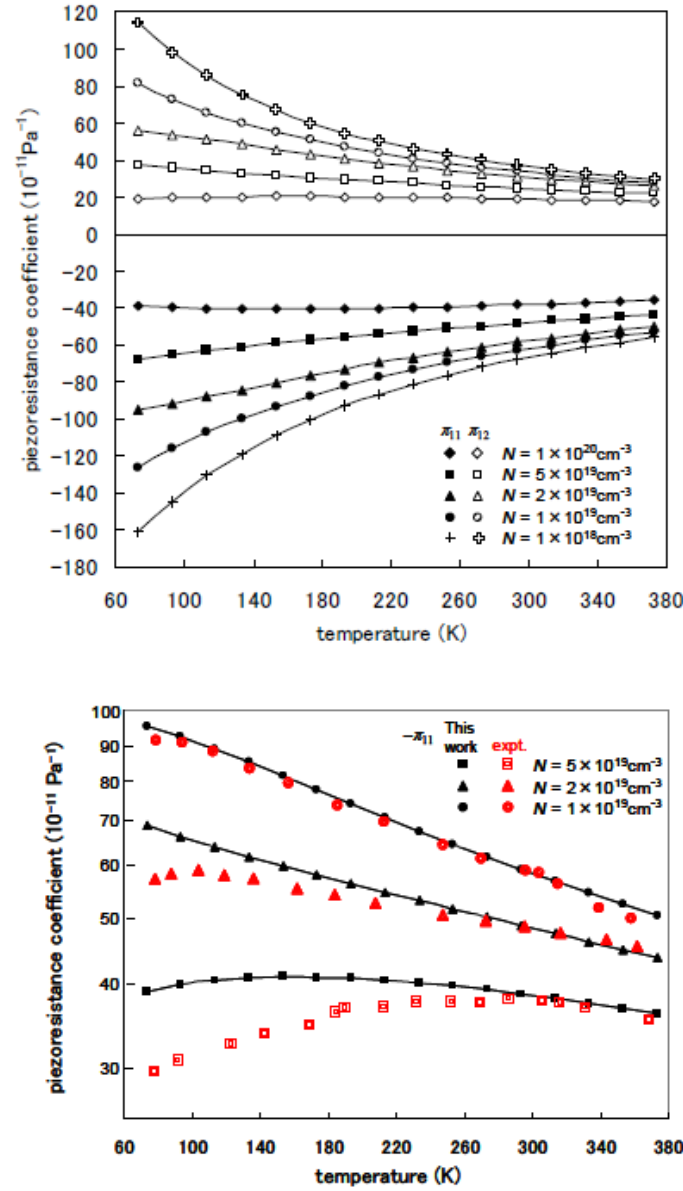 120
100
80
60
40
20
0
-20
-40
-60
-80
-100
-120
-140
-160
-180
piezoresistance coefficient (10⁻¹¹Pa⁻¹)
π₁₁ π₁₂
N = 1 × 10²⁰cm⁻³
N = 5 × 10¹⁹cm⁻³
N = 2 × 10¹⁹cm⁻³
N = 1 × 10¹⁹cm⁻³
N = 1 × 10¹⁸cm⁻³
60 100 140 180 220 260 300 340 380
temperature (K)
100
90
80
70
60
50
40
30
piezoresistance coefficient (10⁻¹¹ Pa⁻¹)
−π₁₁ This work expt.
N = 5 × 10¹⁹cm⁻³
N = 2 × 10¹⁹cm⁻³
N = 1 × 10¹⁹cm⁻³
60 100 140 180 220 260 300 340 380
temperature (K)